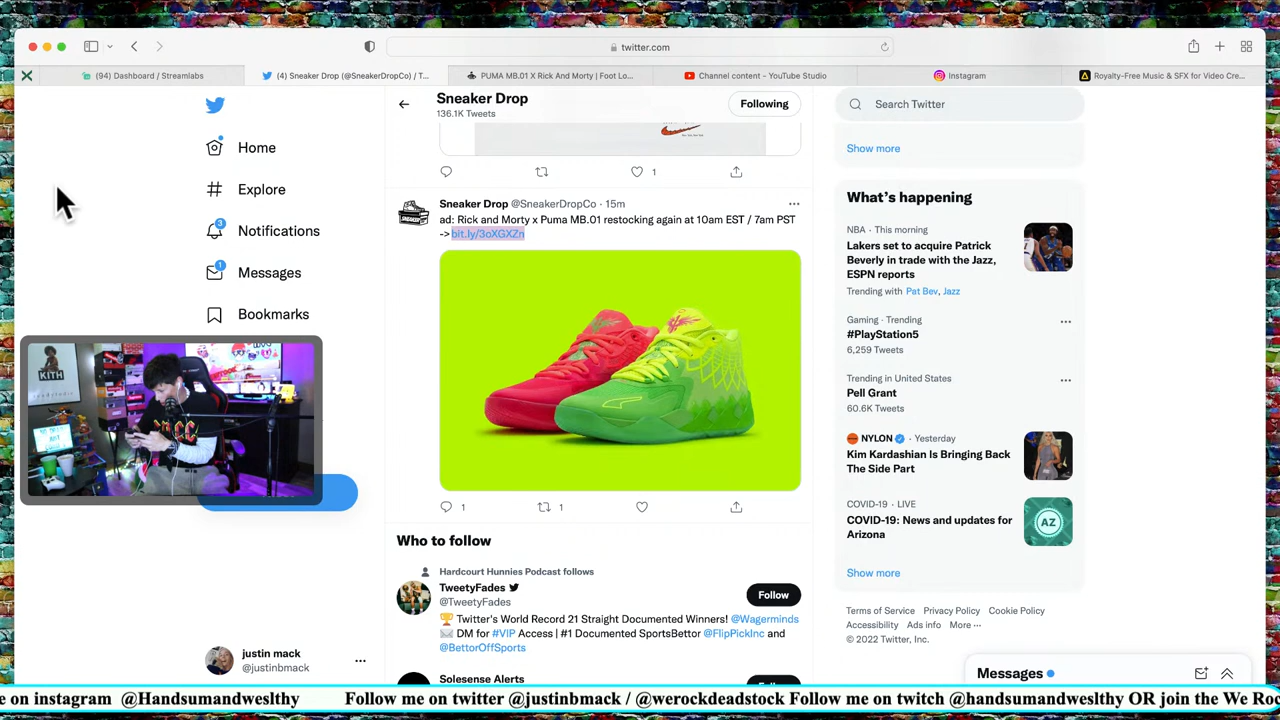 twitter.com
(94) Dashboard / Streamlabs
(4) Sneaker Drop (@SneakerDropCo) / T...
PUMA MB.01 X Rick And Morty | Foot Lo...
Channel content - YouTube Studio
Instagram
Royalty-Free Music & SFX for Video Cre...
Home
Explore
3
Notifications
1
Messages
Bookmarks
KITH
justin mack
@justinbmack
Sneaker Drop
136.1K Tweets
Following
1
Sneaker Drop @SneakerDropCo · 15m
ad: Rick and Morty x Puma MB.01 restocking again at 10am EST / 7am PST
-> bit.ly/3oXGXZn
1
1
Who to follow
Hardcourt Hunnies Podcast follows
TweetyFades
@TweetyFades
Follow
🏆 Twitter's World Record 21 Straight Documented Winners! @Wagerminds
✉️ DM for #VIP Access | #1 Documented SportsBettor @FlipPickInc and
@BettorOffSports
Solesense Alerts
Search Twitter
Show more
What's happening
NBA · This morning
Lakers set to acquire Patrick
Beverly in trade with the Jazz,
ESPN reports
Trending with Pat Bev, Jazz
Gaming · Trending
#PlayStation5
6,259 Tweets
Trending in United States
Pell Grant
60.6K Tweets
NYLON · Yesterday
Kim Kardashian Is Bringing Back
The Side Part
COVID-19 · LIVE
COVID-19: News and updates for
Arizona
AZ
Show more
Terms of Service Privacy Policy Cookie Policy
Accessibility Ads info More ···
© 2022 Twitter, Inc.
Messages
e on instagram @Handsumandweslthy Follow me on twitter @justinbmack / @werockdeadstock Follow me on twitch @handsumandweslthy OR join the We Ro